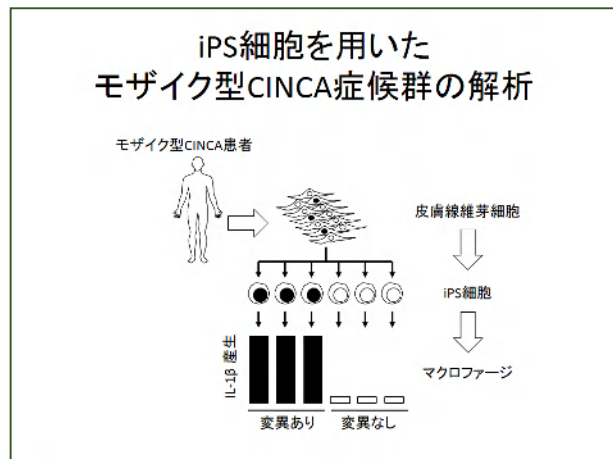 iPS細胞を用いた
モザイク型CINCA症候群の解析
モザイク型CINCA患者
皮膚線維芽細胞
iPS細胞
マクロファージ
IL-1β 産生
変異あり
変異なし